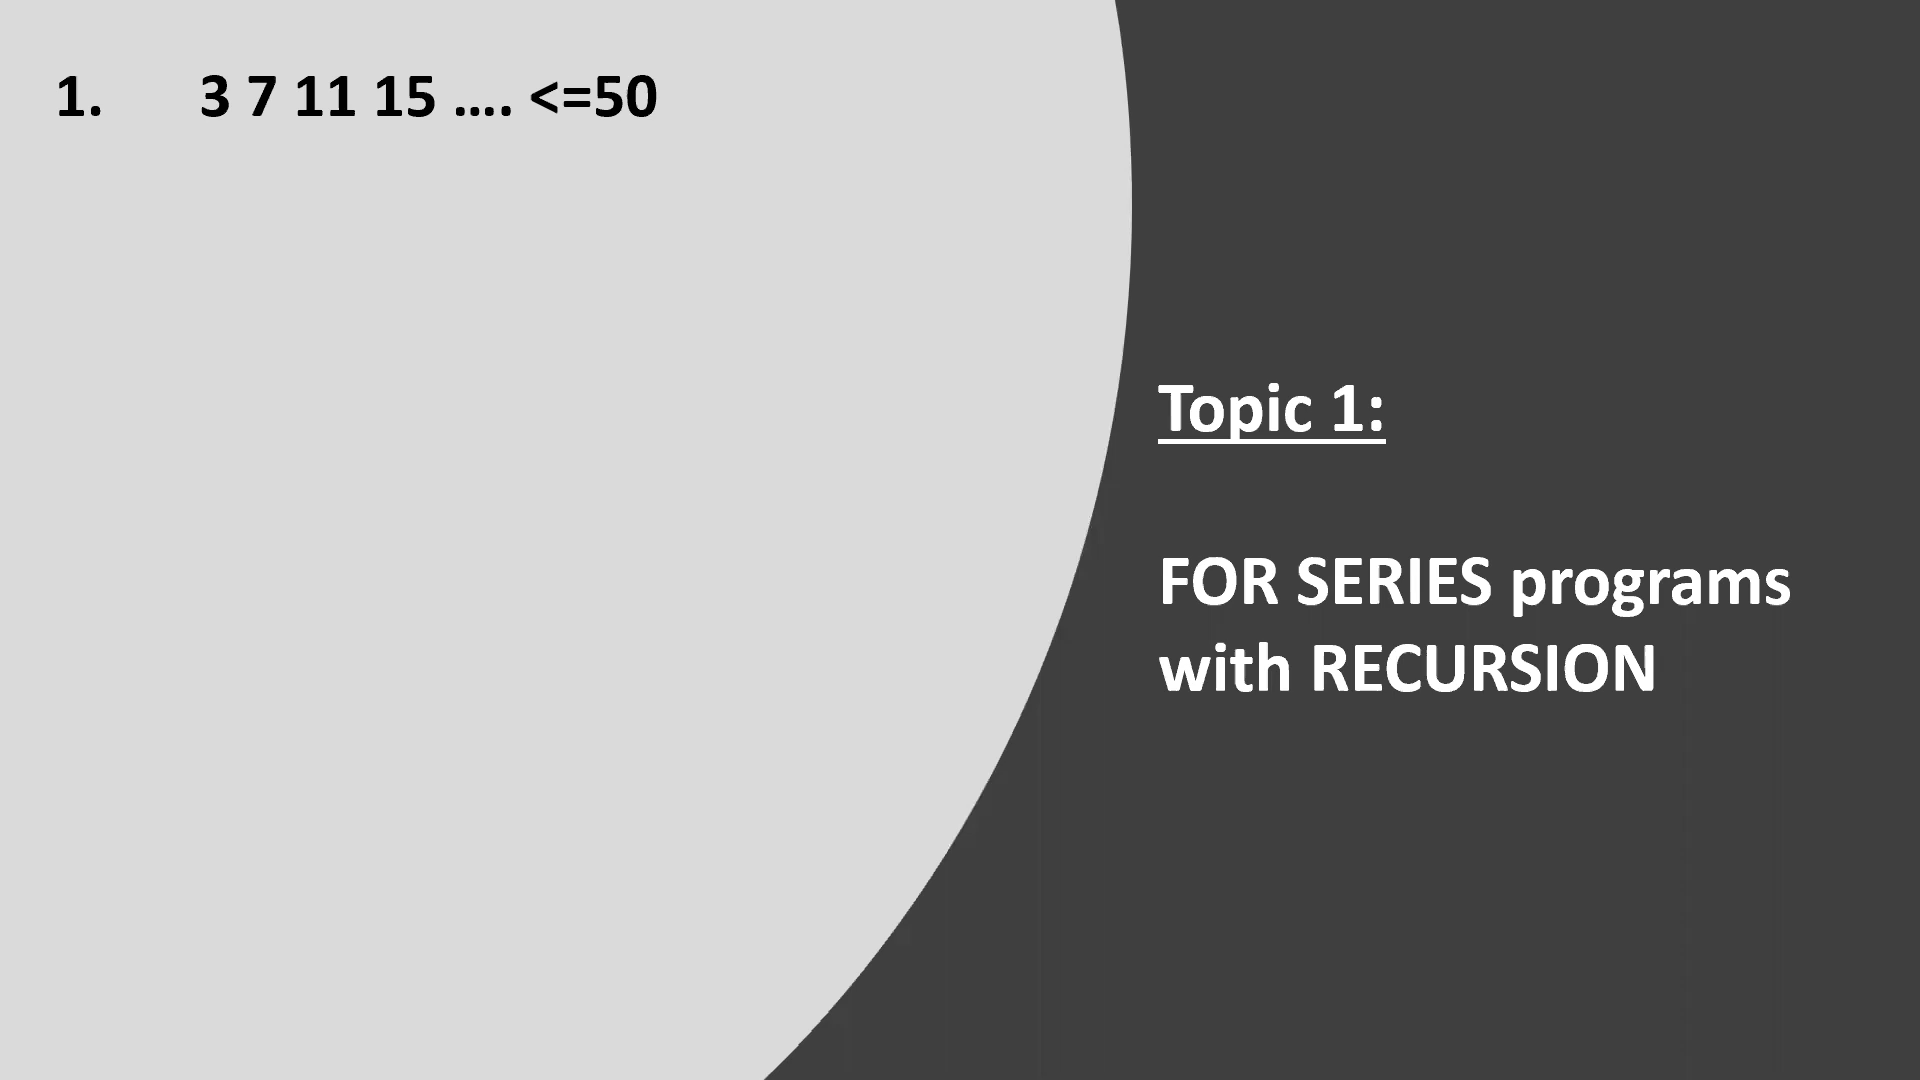 1. 3 7 11 15 .... <=50
Topic 1:
FOR SERIES programs
with RECURSION